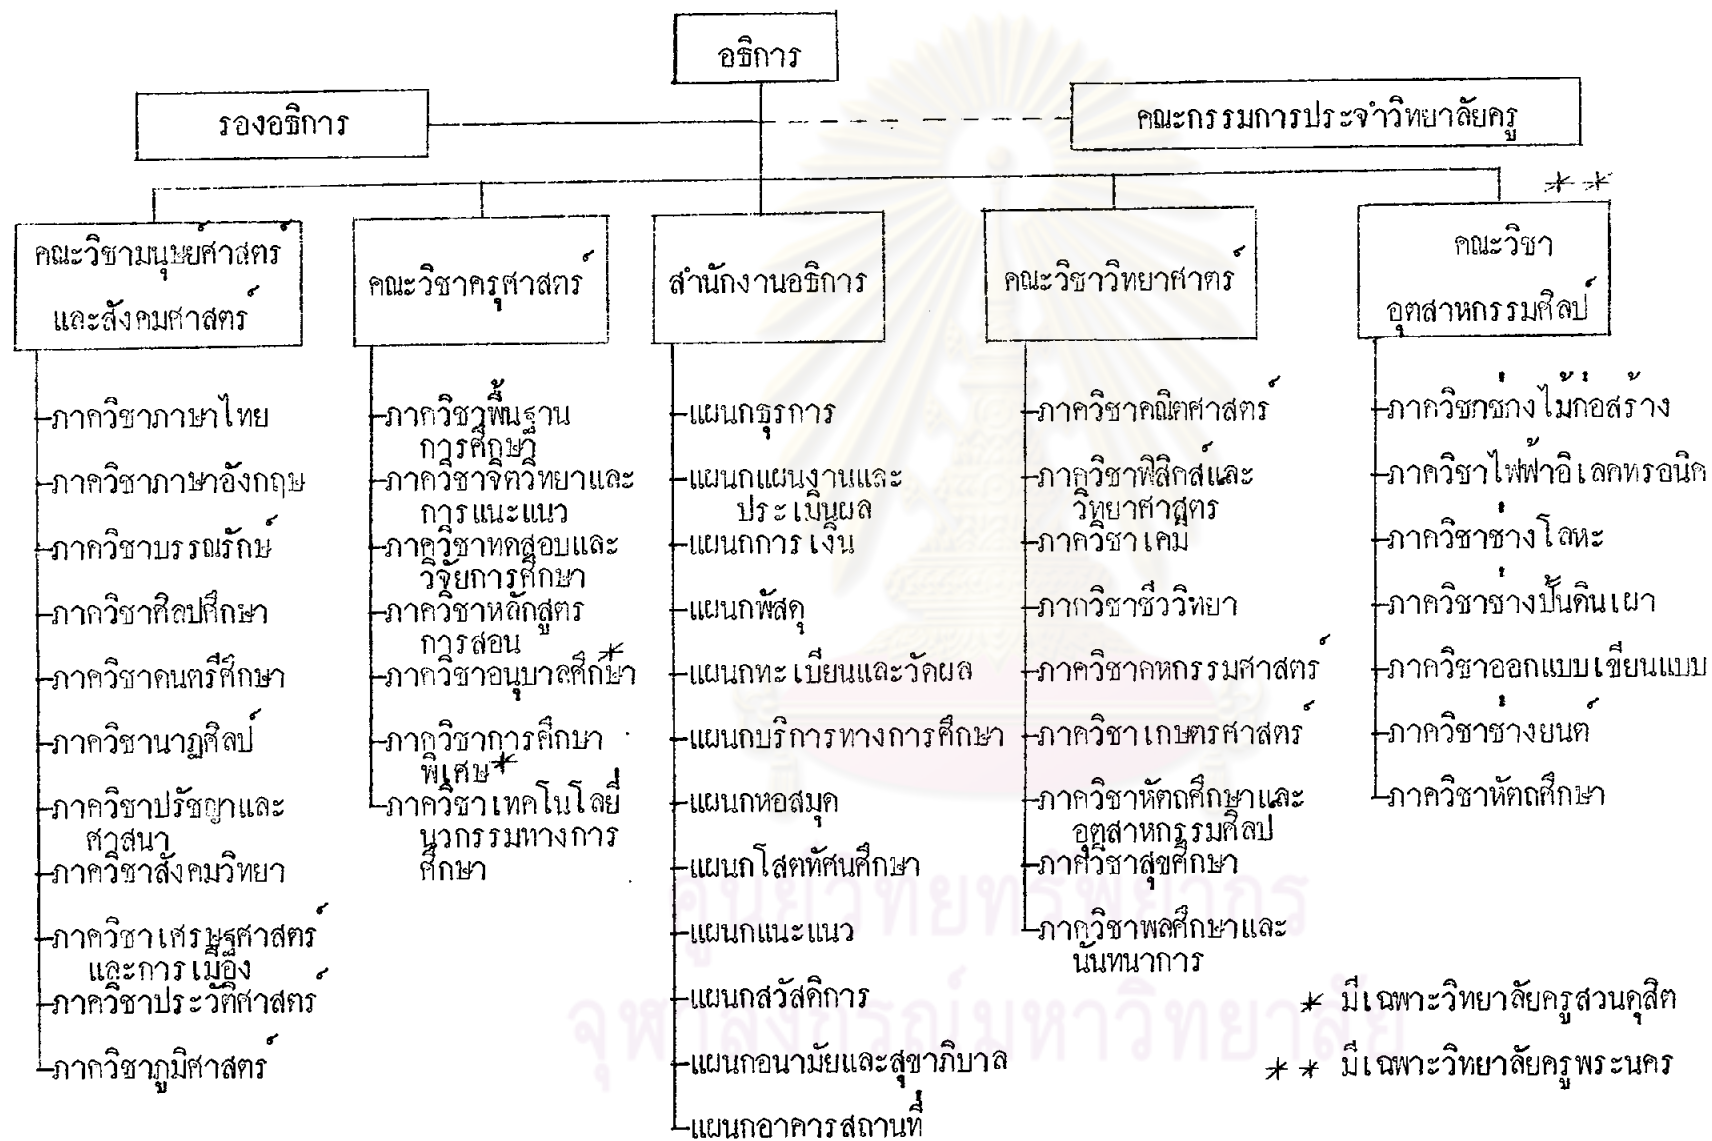 อธิการ
รองอธิการ
คณะกรรมการประจำวิทยาลัยครู
* *
คณะวิชามนุษย์ศาสตร์
และสังคมศาสตร์
คณะวิชาครุศาสตร์
สำนักงานอธิการ
คณะวิชาวิทยาศาตร์
คณะวิชา
อุตสาหกรรมศิลป์
ภาควิชาภาษาไทย
ภาควิชาภาษาอังกฤษ
ภาควิชาบรรณรักษ์
ภาควิชาศิลปศึกษา
ภาควิชาดนตรีศึกษา
ภาควิชานาฏศิลป์
ภาควิชาปรัชญาและ
ศาสนา
ภาควิชาสังคมวิทยา
ภาควิชาเศรษฐศาสตร์
และการเมือง
ภาควิชาประวัติศาสตร์
ภาควิชาภูมิศาสตร์
ภาควิชาพื้นฐาน
การศึกษา
ภาควิชาจิตวิทยาและ
การแนะแนว
ภาควิชาทดสอบและ
วิจัยการศึกษา
ภาควิชาหลักสูตร
การสอน
ภาควิชาอนุบาลศึกษา *
ภาควิชาการศึกษา
พิเศษ *
ภาควิชาเทคโนโลยี่
นวกรรมทางการ
ศึกษา
แผนกธุรการ
แผนกแผนงานและ
ประเมินผล
แผนกการเงิน
แผนกพัสดุ
แผนกทะเบียนและวัดผล
แผนกบริการทางการศึกษา
แผนกหอสมุด
แผนกโสตทัศนศึกษา
แผนกแนะแนว
แผนกสวัสดิการ
แผนกอนามัยและสุขาภิบาล
แผนกอาคารสถานที่
ภาควิชาคณิตศาสตร์
ภาควิชาฟิสิคส์และ
วิทยาศาสตร์
ภาควิชาเคมี
ภาควิชาชีววิทยา
ภาควิชาคหกรรมศาสตร์
ภาควิชาเกษตรศาสตร์
ภาควิชาหัตถศึกษาและ
อุตสาหกรรมศิลป
ภาควิชาสุขศึกษา
ภาควิชาพลศึกษาและ
นันทนาการ
ภาควิชาช่างไม้ก่อสร้าง
ภาควิชาไฟฟ้าอิเลคทรอนิค
ภาควิชาช่างโลหะ
ภาควิชาช่างปั้นดินเผา
ภาควิชาออกแบบเขียนแบบ
ภาควิชาช่างยนต์
ภาควิชาหัตถศึกษา
* มีเฉพาะวิทยาลัยครูสวนดุสิต
* * มีเฉพาะวิทยาลัยครูพระนคร
ศูนย์วิทยทรัพยากร
จุฬาลงกรณ์มหาวิทยาลัย